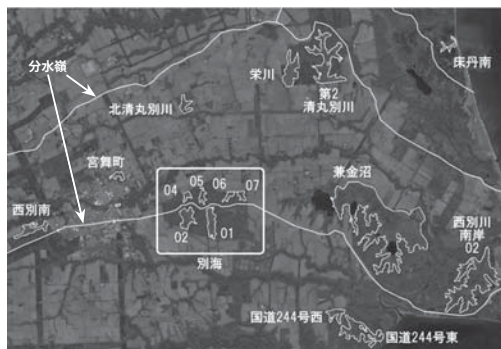 分水嶺
栄川
第2
清丸別川
床丹南
北清丸別川
宮舞町
04
05
06
07
兼金沼
西別南
02
01
西別川
南岸
02
別海
国道244号西
国道244号東